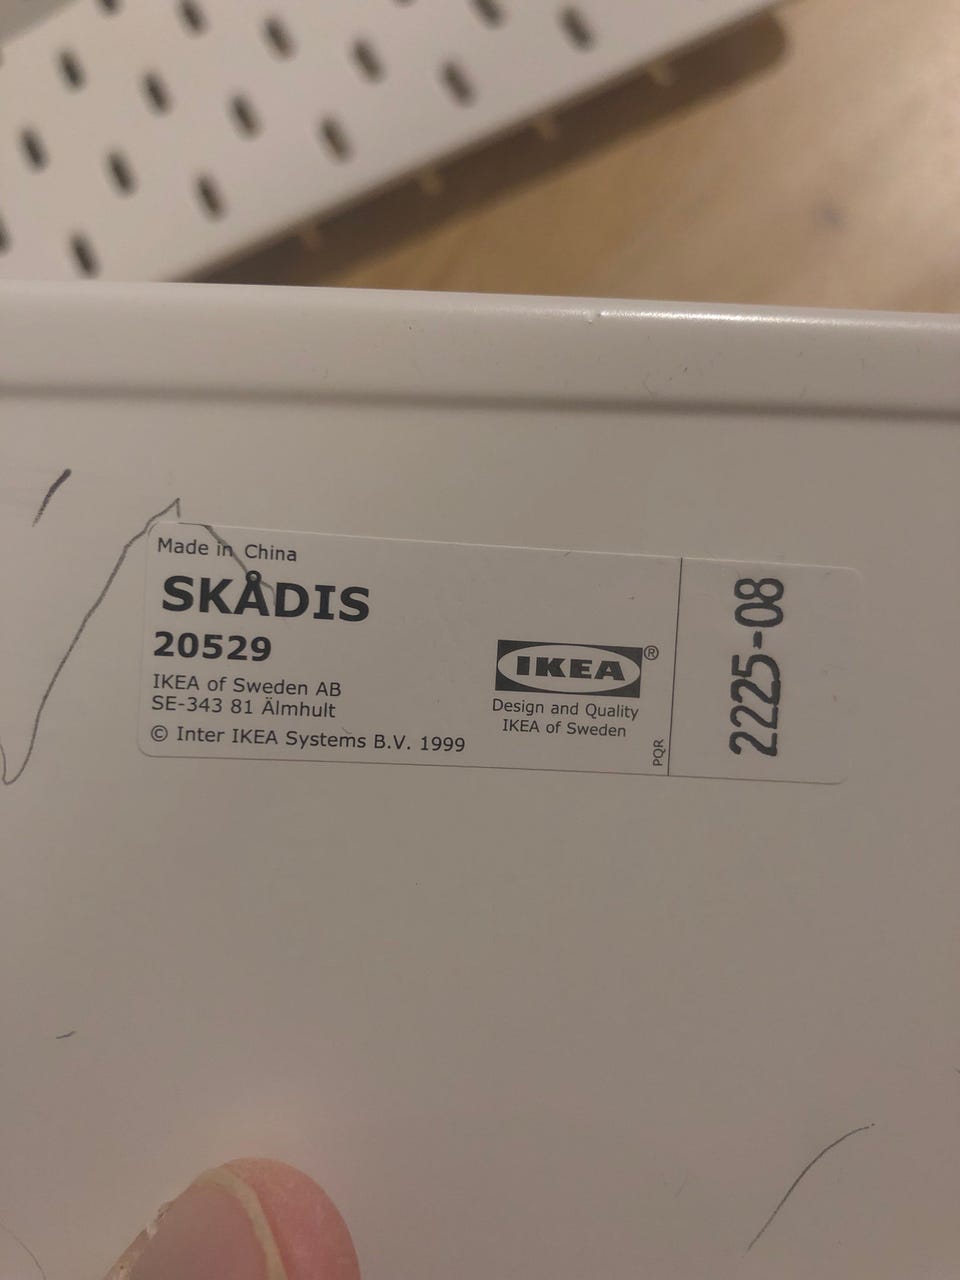 Made in China
SKÅDIS
20529
IKEA of Sweden AB
SE-343 81 Älmhult
© Inter IKEA Systems B.V. 1999
IKEA®
Design and Quality
IKEA of Sweden
PQR
2225-08